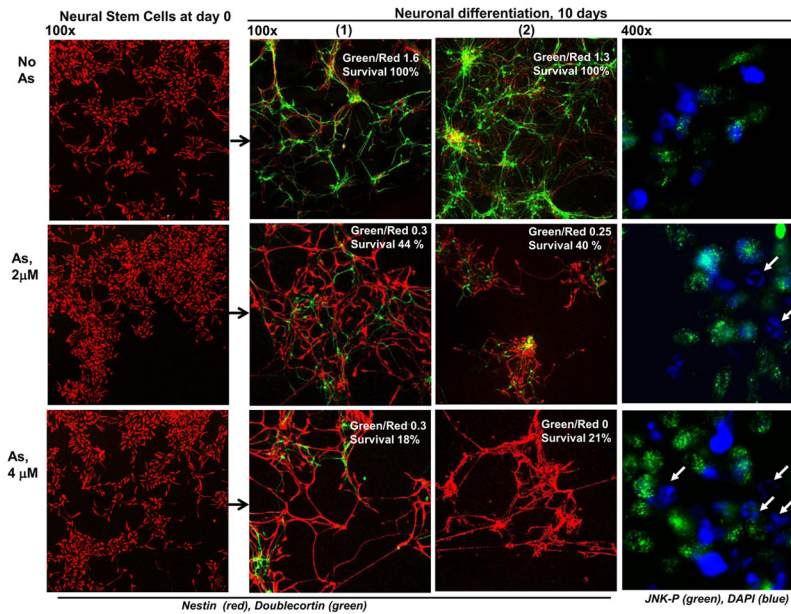 Neural Stem Cells at day 0
Neuronal differentiation, 10 days
100x
100x
(1)
(2)
400x
No
As
Green/Red 1.6
Survival 100%
Green/Red 1.3
Survival 100%
As,
2µM
Green/Red 0.3
Survival 44 %
Green/Red 0.25
Survival 40 %
As,
4 µM
Green/Red 0.3
Survival 18%
Green/Red 0
Survival 21%
Nestin (red), Doublecortin (green)
JNK-P (green), DAPI (blue)